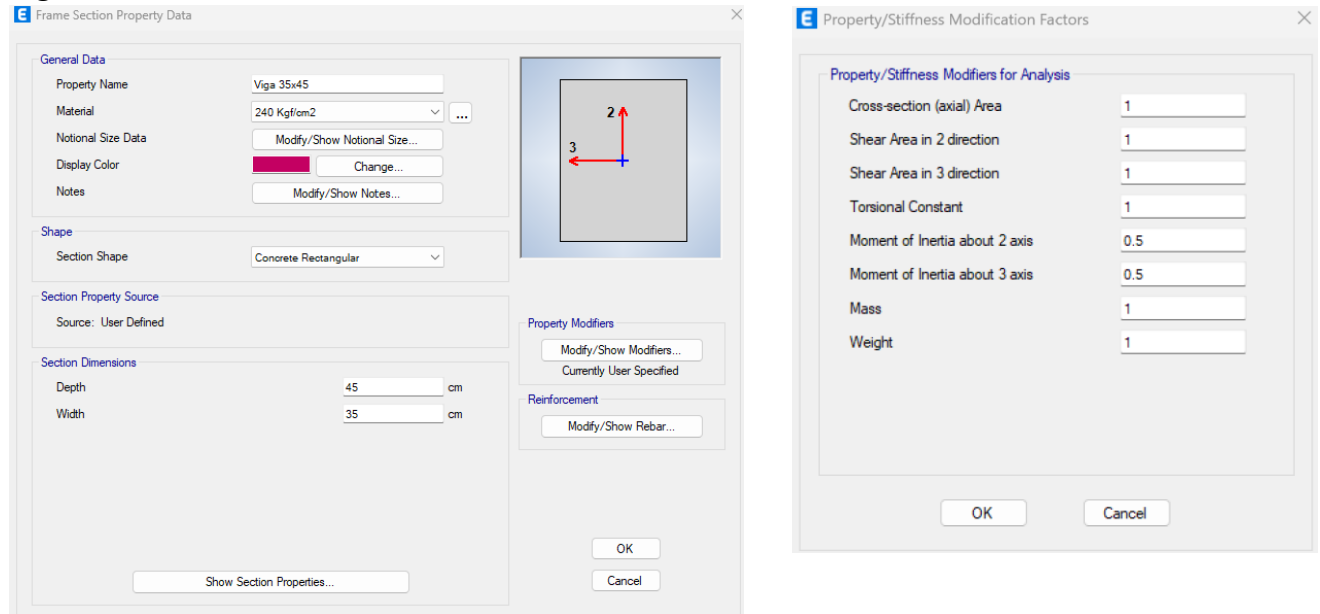 E Frame Section Property Data
General Data
Property Name Viga 35x45
Material 240 Kgf/cm2 ...
Notional Size Data Modify/Show Notional Size...
Display Color Change...
Notes Modify/Show Notes...
2
3
Shape
Section Shape Concrete Rectangular
Section Property Source
Source: User Defined
Section Dimensions
Depth 45 cm
Width 35 cm
Show Section Properties...
Property Modifiers
Modify/Show Modifiers...
Currently User Specified
Reinforcement
Modify/Show Rebar...
OK
Cancel
E Property/Stiffness Modification Factors
Property/Stiffness Modifiers for Analysis
Cross-section (axial) Area 1
Shear Area in 2 direction 1
Shear Area in 3 direction 1
Torsional Constant 1
Moment of Inertia about 2 axis 0.5
Moment of Inertia about 3 axis 0.5
Mass 1
Weight 1
OK Cancel